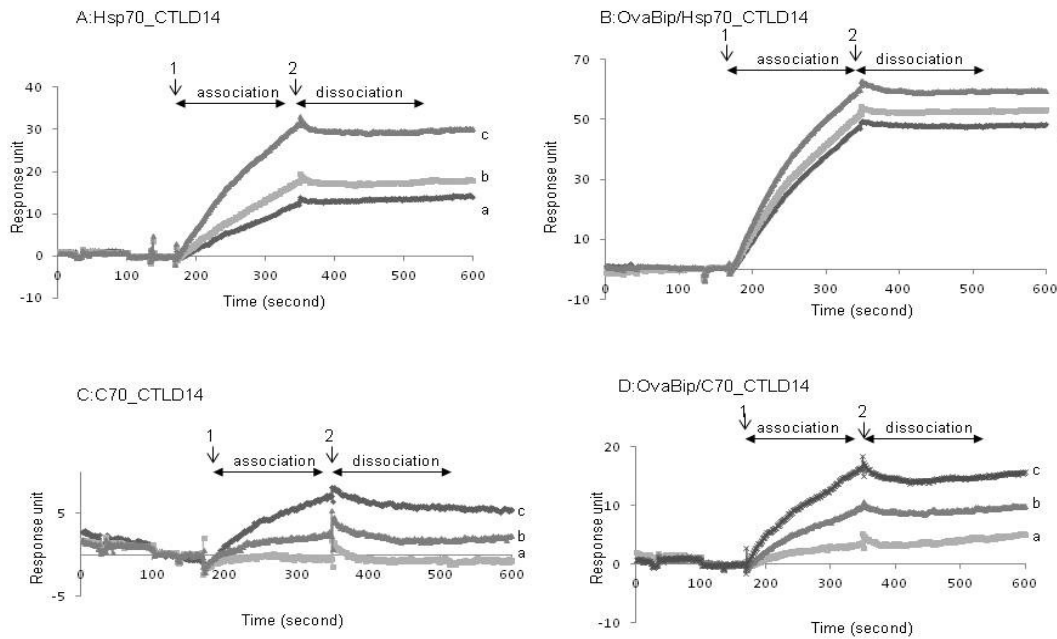 A:Hsp70_CTLD14
1
2
association
dissociation
40
30
20
10
0
-10
Response unit
0 100 200 300 400 500 600
Time (second)
c
b
a
B:OvaBip/Hsp70_CTLD14
1
2
association
dissociation
70
50
30
10
-10
Response unit
0 100 200 300 400 500 600
Time (second)
C:C70_CTLD14
1
2
association
dissociation
5
-5
Response unit
0 100 200 300 400 500 600
Time (second)
c
b
a
D:OvaBip/C70_CTLD14
1
2
association
dissociation
20
10
0
-10
Response unit
0 100 200 300 400 500 600
Time (second)
c
b
a